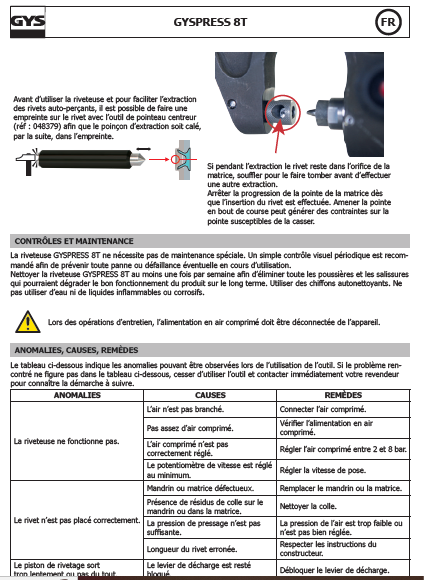 GYS
GYSPRESS 8T
FR
Avant d'utiliser la riveteuse et pour faciliter l'extraction
des rivets auto-perçants, il est possible de faire une
empreinte sur le rivet avec l'outil de pointeau centreur
(réf : 048379) afin que le poinçon d'extraction soit calé,
par la suite, dans l'empreinte.
Si pendant l'extraction le rivet reste dans l'orifice de la
matrice, souffler pour le faire tomber avant d'effectuer
une autre extraction.
Arrêter la progression de la pointe de la matrice dès
que l'insertion du rivet est effectuée. Amener la pointe
en bout de course peut générer des contraintes sur la
pointe susceptibles de la casser.
CONTRÔLES ET MAINTENANCE
La riveteuse GYSPRESS 8T ne nécessite pas de maintenance spéciale. Un simple contrôle visuel périodique est recom-
mandé afin de prévenir toute panne ou défaillance éventuelle en cours d'utilisation.
Nettoyer la riveteuse GYSPRESS 8T au moins une fois par semaine afin d'éliminer toute les poussières et les salissures
qui pourraient dégrader le bon fonctionnement du produit sur le long terme. Utiliser des chiffons autonettoyants. Ne
pas utiliser d'eau ni de liquides inflammables ou corrosifs.
Lors des opérations d'entretien, l'alimentation en air comprimé doit être déconnectée de l'appareil.
ANOMALIES, CAUSES, REMÈDES
Le tableau ci-dessous indique les anomalies pouvant être observées lors de l'utilisation de l'outil. Si le problème ren-
contré ne figure pas dans le tableau ci-dessous, cesser d'utiliser l'outil et contacter immédiatement votre revendeur
pour connaître la démarche à suivre.
ANOMALIES CAUSES REMÈDES
La riveteuse ne fonctionne pas.
L'air n'est pas branché. Connecter l'air comprimé.
Pas assez d'air comprimé. Vérifier l'alimentation en air
comprimé.
L'air comprimé n'est pas
correctement réglé. Régler l'air comprimé entre 2 et 8 bar.
Le potentiomètre de vitesse est réglé
au minimum. Régler la vitesse de pose.
Le rivet n'est pas placé correctement.
Mandrin ou matrice défectueux. Remplacer le mandrin ou la matrice.
Présence de résidus de colle sur le
mandrin ou dans la matrice. Nettoyer la colle.
La pression de pressage n'est pas
suffisante. La pression de l'air est trop faible ou
n'est pas bien réglée.
Longueur du rivet erronée. Respecter les instructions du
constructeur.
Le piston de rivetage sort
trop lentement ou pas du tout.
Le levier de décharge est resté
bloqué. Débloquer le levier de décharge.